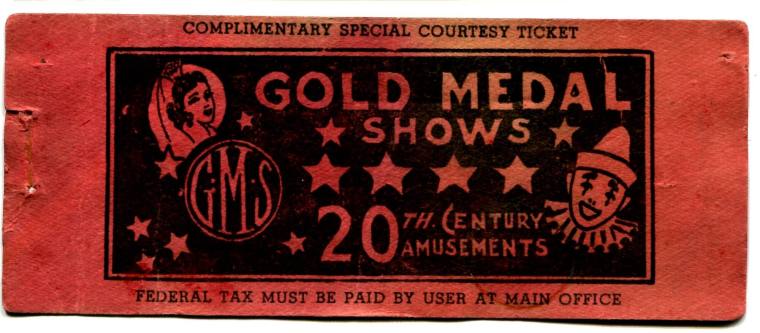 COMPLIMENTARY SPECIAL COURTESY TICKET
GOLD MEDAL
SHOWS
G·M·S
20TH. CENTURY
AMUSEMENTS
FEDERAL TAX MUST BE PAID BY USER AT MAIN OFFICE